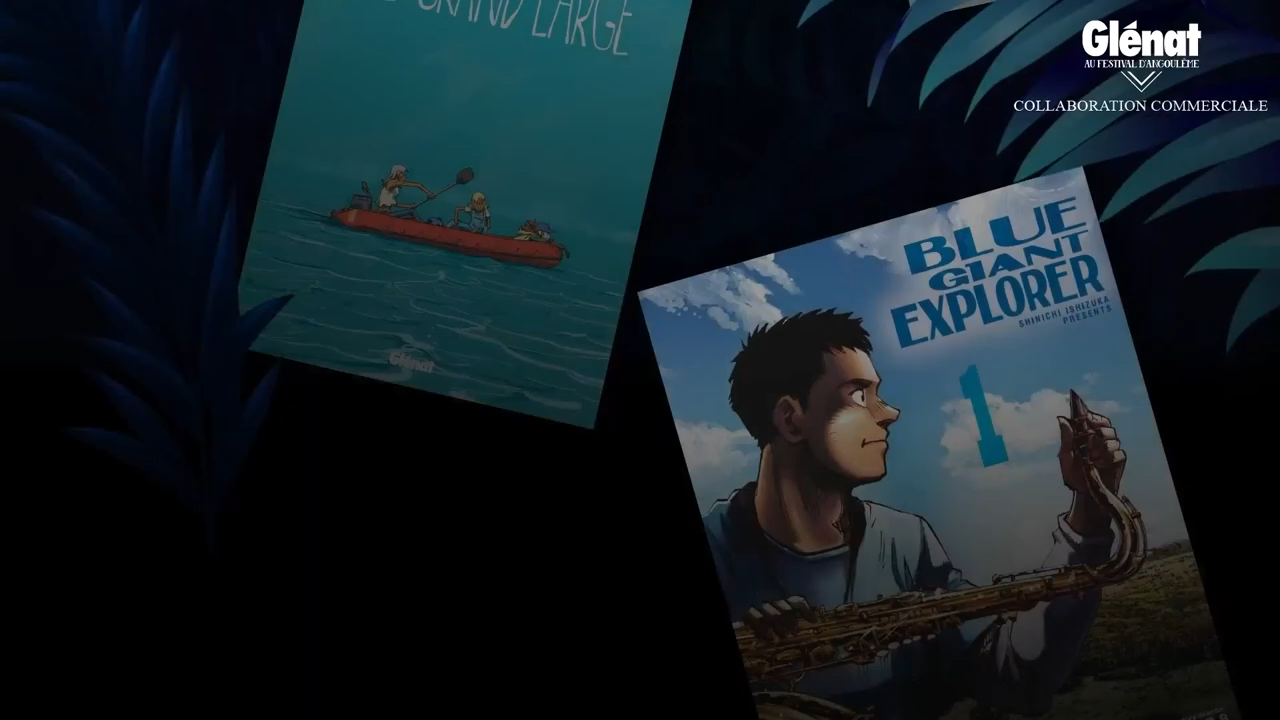 GRAND LARGE
Glénat
Glénat
AU FESTIVAL D'ANGOULÊME
COLLABORATION COMMERCIALE
BLUE
GIANT
EXPLORER
SHINICHI ISHIZUKA
PRESENTS
1